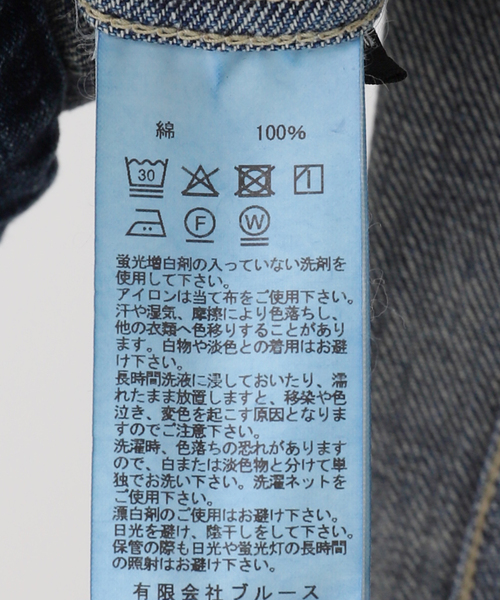 綿 100%
30
F W
蛍光増白剤の入っていない洗剤を
使用して下さい。
アイロンは当て布をご使用下さい。
汗や湿気、摩擦により色落ちし、
他の衣類へ色移りすることがあり
ます。白物や淡色との着用はお避
け下さい。
長時間洗液に浸しておいたり、濡
れたまま放置しますと、移染や色
泣き、変色を起こす原因となりま
すのでご注意下さい。
洗濯時、色落ちの恐れがあります
ので、白または淡色物と分けて単
独でお洗い下さい。洗濯ネットを
ご使用下さい。
漂白剤のご使用はお避け下さい。
日光を避け、陰干しをして下さい。
保管の際も日光や蛍光灯の長時間
の照射はお避け下さい。
有限会社ブルース